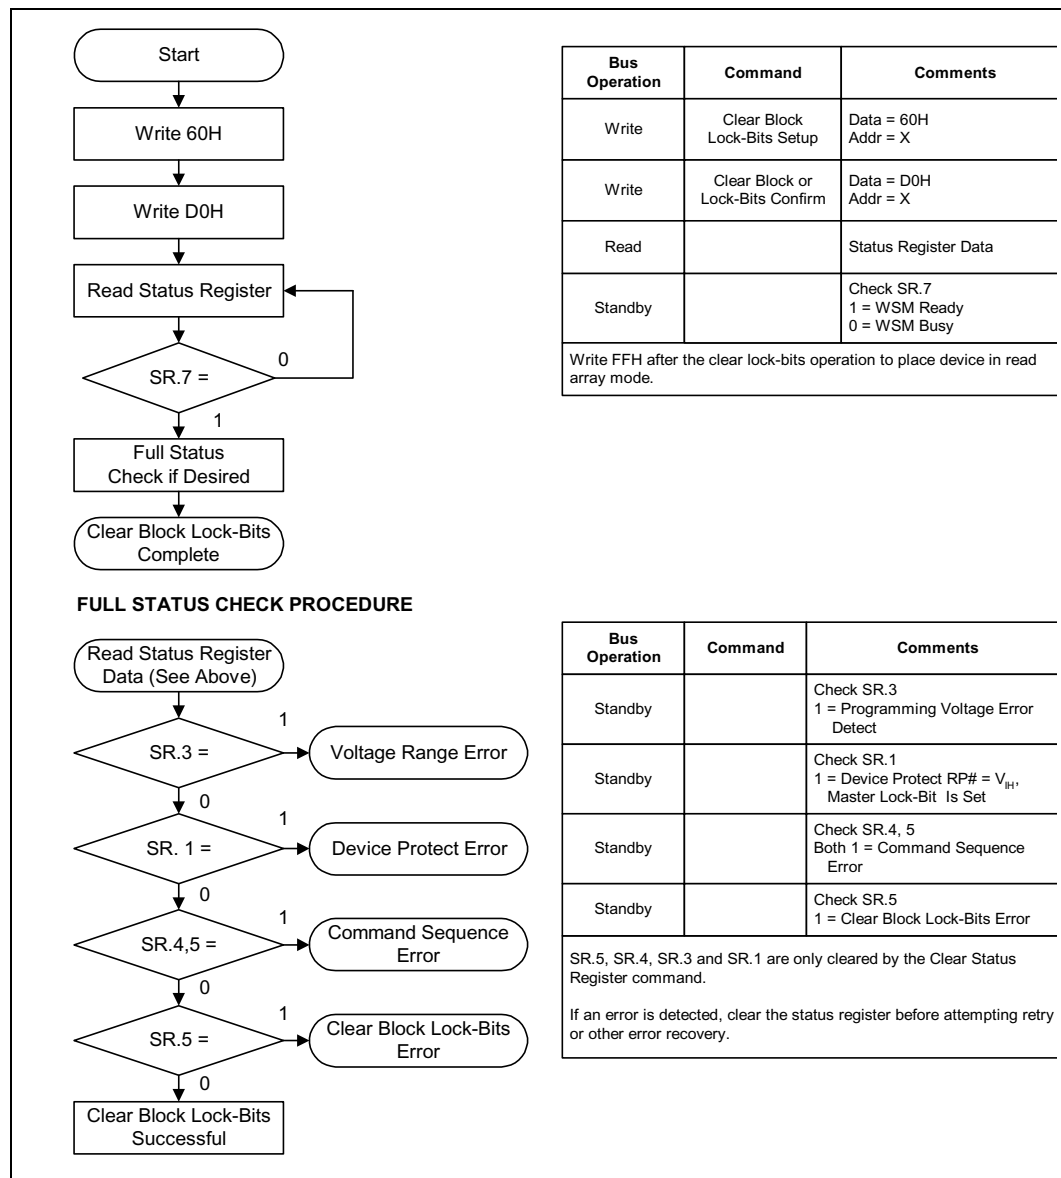 Start
Write 60H
Write D0H
Read Status Register
0
SR.7 =
1
Full Status
Check if Desired
Clear Block Lock-Bits
Complete
Bus
Operation
Command
Comments
Write
Clear Block
Lock-Bits Setup
Data = 60H
Addr = X
Write
Clear Block or
Lock-Bits Confirm
Data = D0H
Addr = X
Read
Status Register Data
Standby
Check SR.7
1 = WSM Ready
0 = WSM Busy
Write FFH after the clear lock-bits operation to place device in read
array mode.
FULL STATUS CHECK PROCEDURE
Read Status Register
Data (See Above)
1
SR.3 =
Voltage Range Error
0
1
SR. 1 =
Device Protect Error
0
1
SR.4,5 =
Command Sequence
Error
0
1
SR.5 =
Clear Block Lock-Bits
Error
0
Clear Block Lock-Bits
Successful
Bus
Operation
Command
Comments
Standby
Check SR.3
1 = Programming Voltage Error
Detect
Standby
Check SR.1
1 = Device Protect RP# = VIH,
Master Lock-Bit Is Set
Standby
Check SR.4, 5
Both 1 = Command Sequence
Error
Standby
Check SR.5
1 = Clear Block Lock-Bits Error
SR.5, SR.4, SR.3 and SR.1 are only cleared by the Clear Status
Register command.
If an error is detected, clear the status register before attempting retry
or other error recovery.